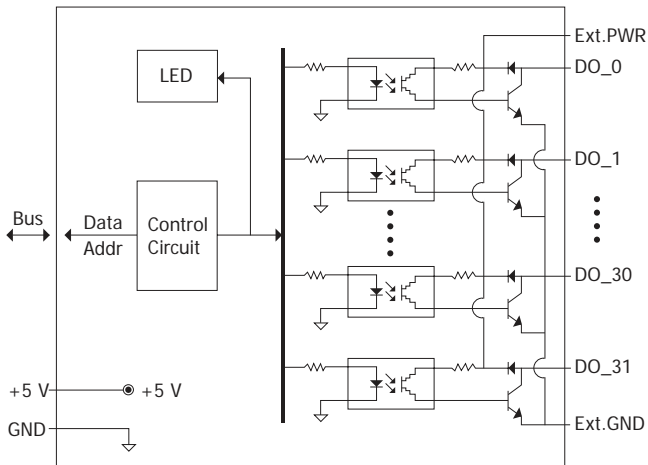 Ext.PWR
LED
DO_0
DO_1
Bus
Data
Addr
Control
Circuit
DO_30
DO_31
+5 V
+5 V
GND
Ext.GND